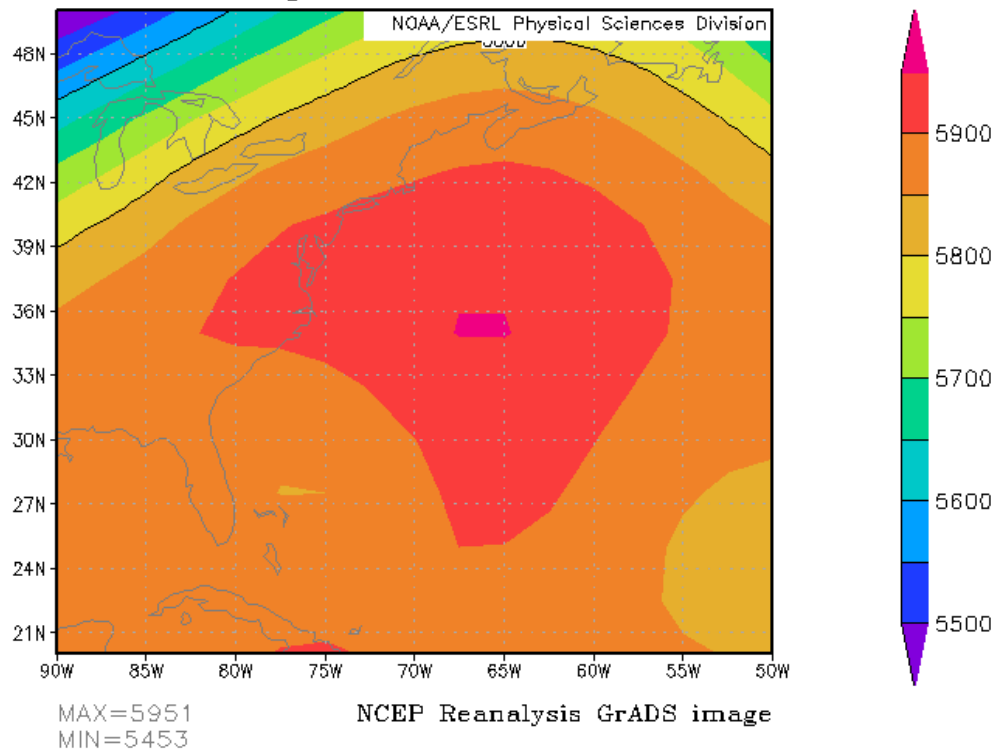 NOAA/ESRL Physical Sciences Division
48N
45N
42N
39N
36N
33N
30N
27N
24N
21N
90W 85W 80W 75W 70W 65W 60W 55W 50W
5900
5800
5700
5600
5500
MAX=5951
NCEP Reanalysis GrADS image
MIN=5453